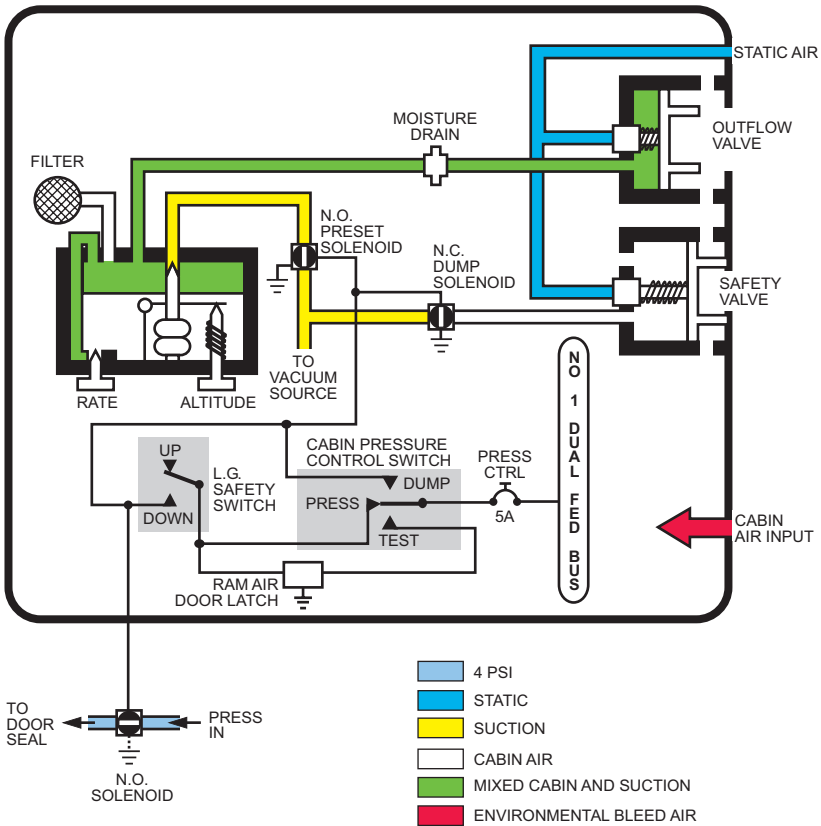 STATIC AIR
MOISTURE
DRAIN
OUTFLOW
VALVE
FILTER
N.O.
PRESET
SOLENOID
N.C.
DUMP
SOLENOID
SAFETY
VALVE
TO
VACUUM
SOURCE
RATE
ALTITUDE
NO 1 DUAL FED BUS
UP
L.G.
SAFETY
SWITCH
DOWN
CABIN PRESSURE
CONTROL SWITCH
DUMP
PRESS
TEST
PRESS
CTRL
5A
CABIN
AIR INPUT
RAM AIR
DOOR LATCH
TO
DOOR
SEAL
PRESS
IN
N.O.
SOLENOID
4 PSI
STATIC
SUCTION
CABIN AIR
MIXED CABIN AND SUCTION
ENVIRONMENTAL BLEED AIR